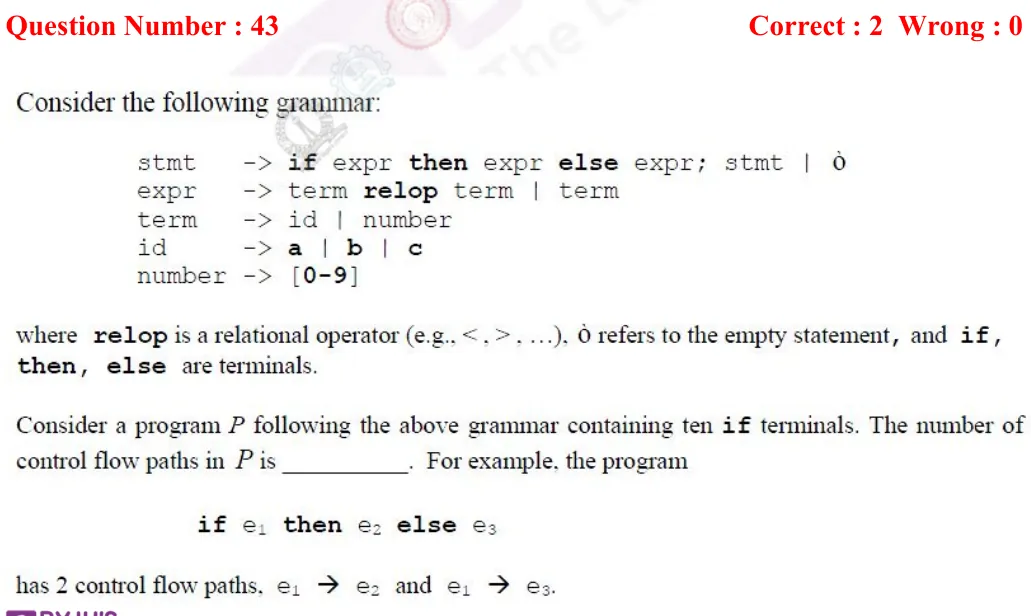 Question Number : 43 Correct : 2 Wrong : 0
The
Consider the following grammar:
stmt -> if expr then expr else expr; stmt | ò
expr -> term relop term | term
term -> id | number
id -> a | b | c
number -> [0-9]
where relop is a relational operator (e.g., < , > , …), ò refers to the empty statement, and if,
then, else are terminals.
Consider a program P following the above grammar containing ten if terminals. The number of
control flow paths in P is __________. For example, the program
if e₁ then e₂ else e₃
has 2 control flow paths, e₁ → e₂ and e₁ → e₃.